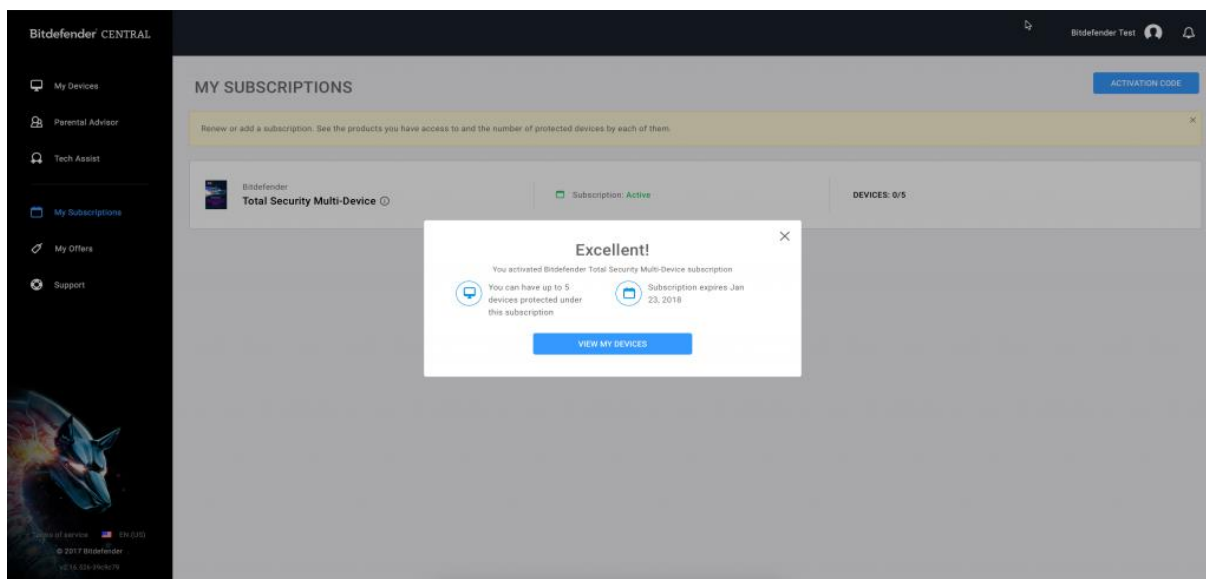 Bitdefender CENTRAL
Bitdefender Test
My Devices
Parental Advisor
Tech Assist
My Subscriptions
My Offers
Support
MY SUBSCRIPTIONS
ACTIVATION CODE
Renew or add a subscription. See the products you have access to and the number of protected devices by each of them.
Bitdefender
Total Security Multi-Device
Subscription: Active
DEVICES: 0/5
Excellent!
You activated Bitdefender Total Security Multi-Device subscription
You can have up to 5
devices protected under
this subscription
Subscription expires Jan
23, 2018
VIEW MY DEVICES
Terms of service EN (US)
© 2017 Bitdefender